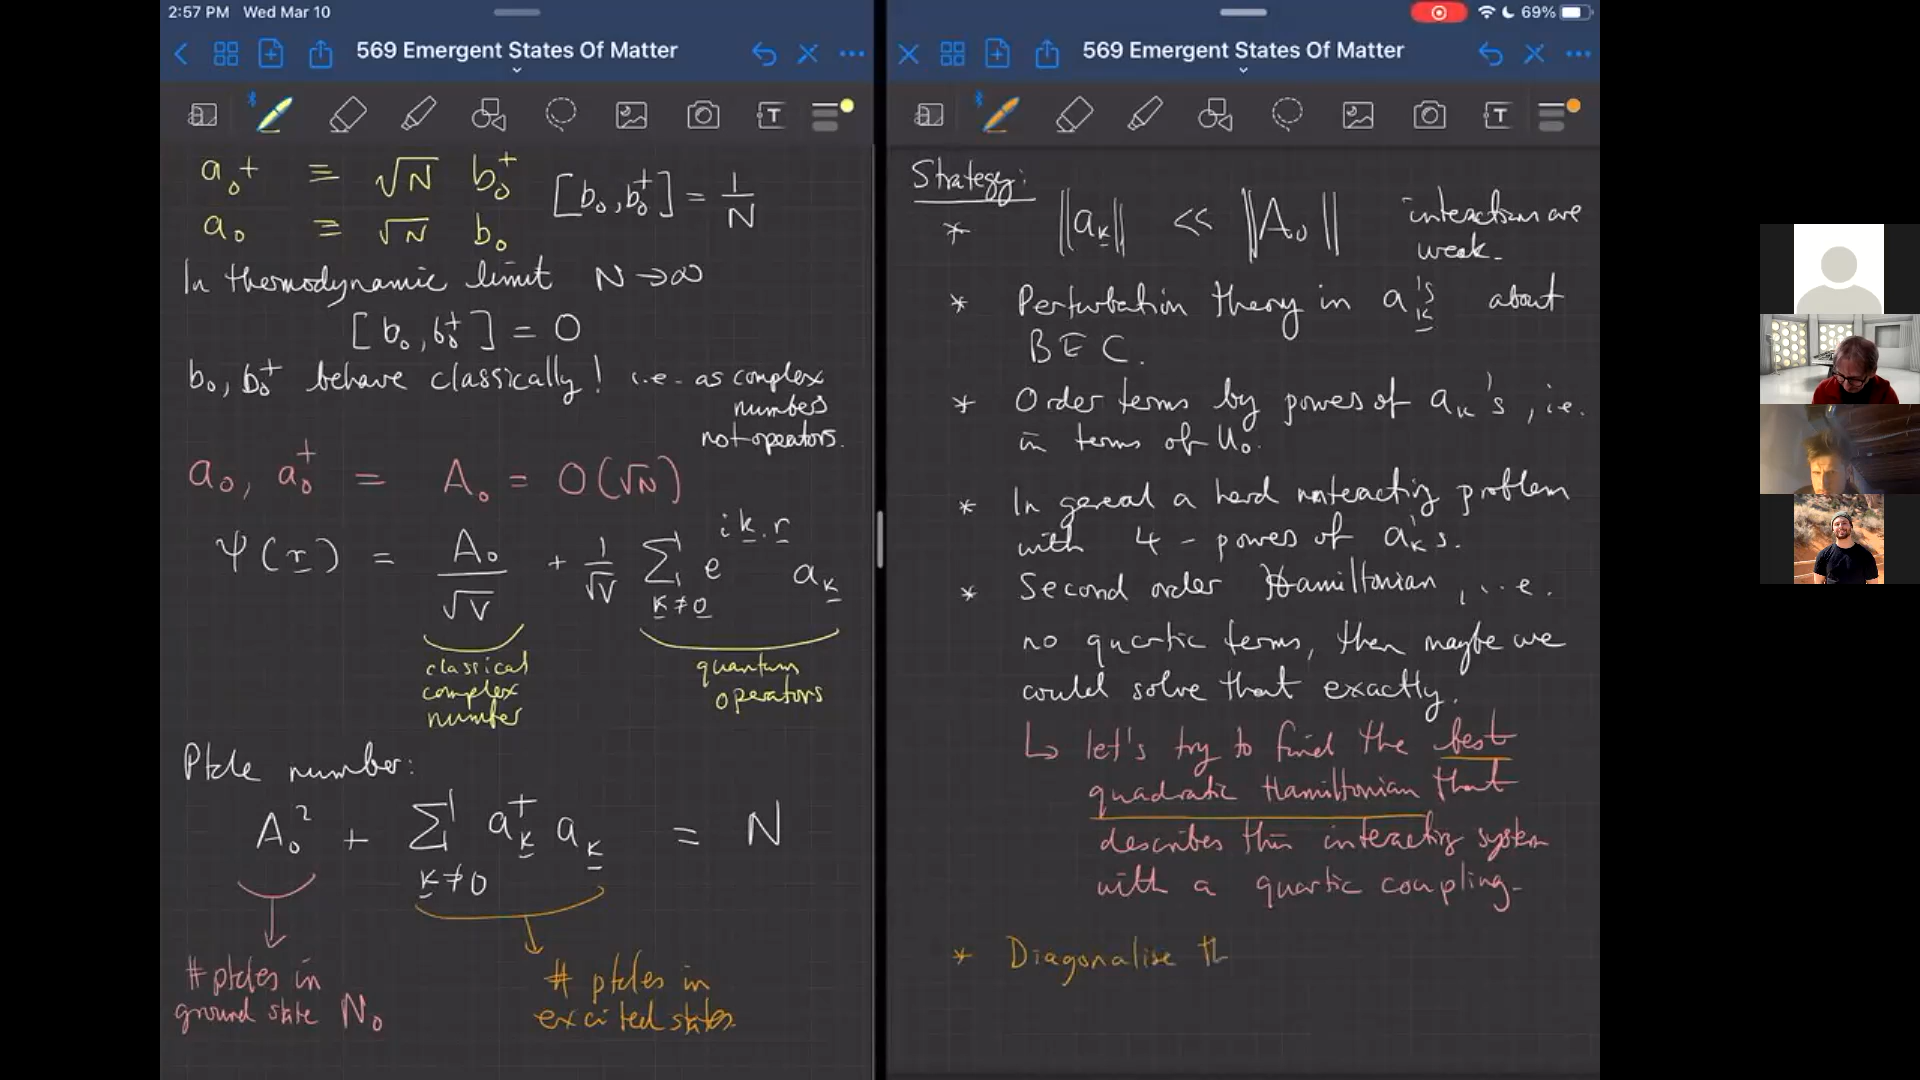 2:57 PM Wed Mar 10
69%
569 Emergent States Of Matter
a₀⁺ ≡ √N b₀⁺ [b₀, b₀⁺] = 1/N
a₀ ≡ √N b₀
In thermodynamic limit N → ∞
[b₀, b₀⁺] = 0
b₀, b₀⁺ behave classically! i.e. as complex
numbers
not operators.
a₀, a₀⁺ = A₀ = O(√N)
Ψ(r) = A₀/√V + 1/√V Σ_{k≠0} e^{ik.r} a_k
classical
complex
number
quantum
operators
Ptcle number:
A₀² + Σ_{k≠0} a_k⁺ a_k = N
# ptcles in
ground state N₀
# ptcles in
excited states.
569 Emergent States Of Matter
Strategy:
* ‖a_k‖ << ‖A₀‖ interactions are
weak.
* Perturbation theory in a_k's about
BEC.
* Order terms by power of a_k's, i.e.
in terms of U₀.
* In general a hard interacting problem
with 4-power of a_k's.
* Second order Hamiltonian, i.e.
no quartic terms, then maybe we
could solve that exactly.
↳ let's try to find the best
quadratic Hamiltonian that
describes this interacting system
with a quartic coupling.
* Diagonalise th